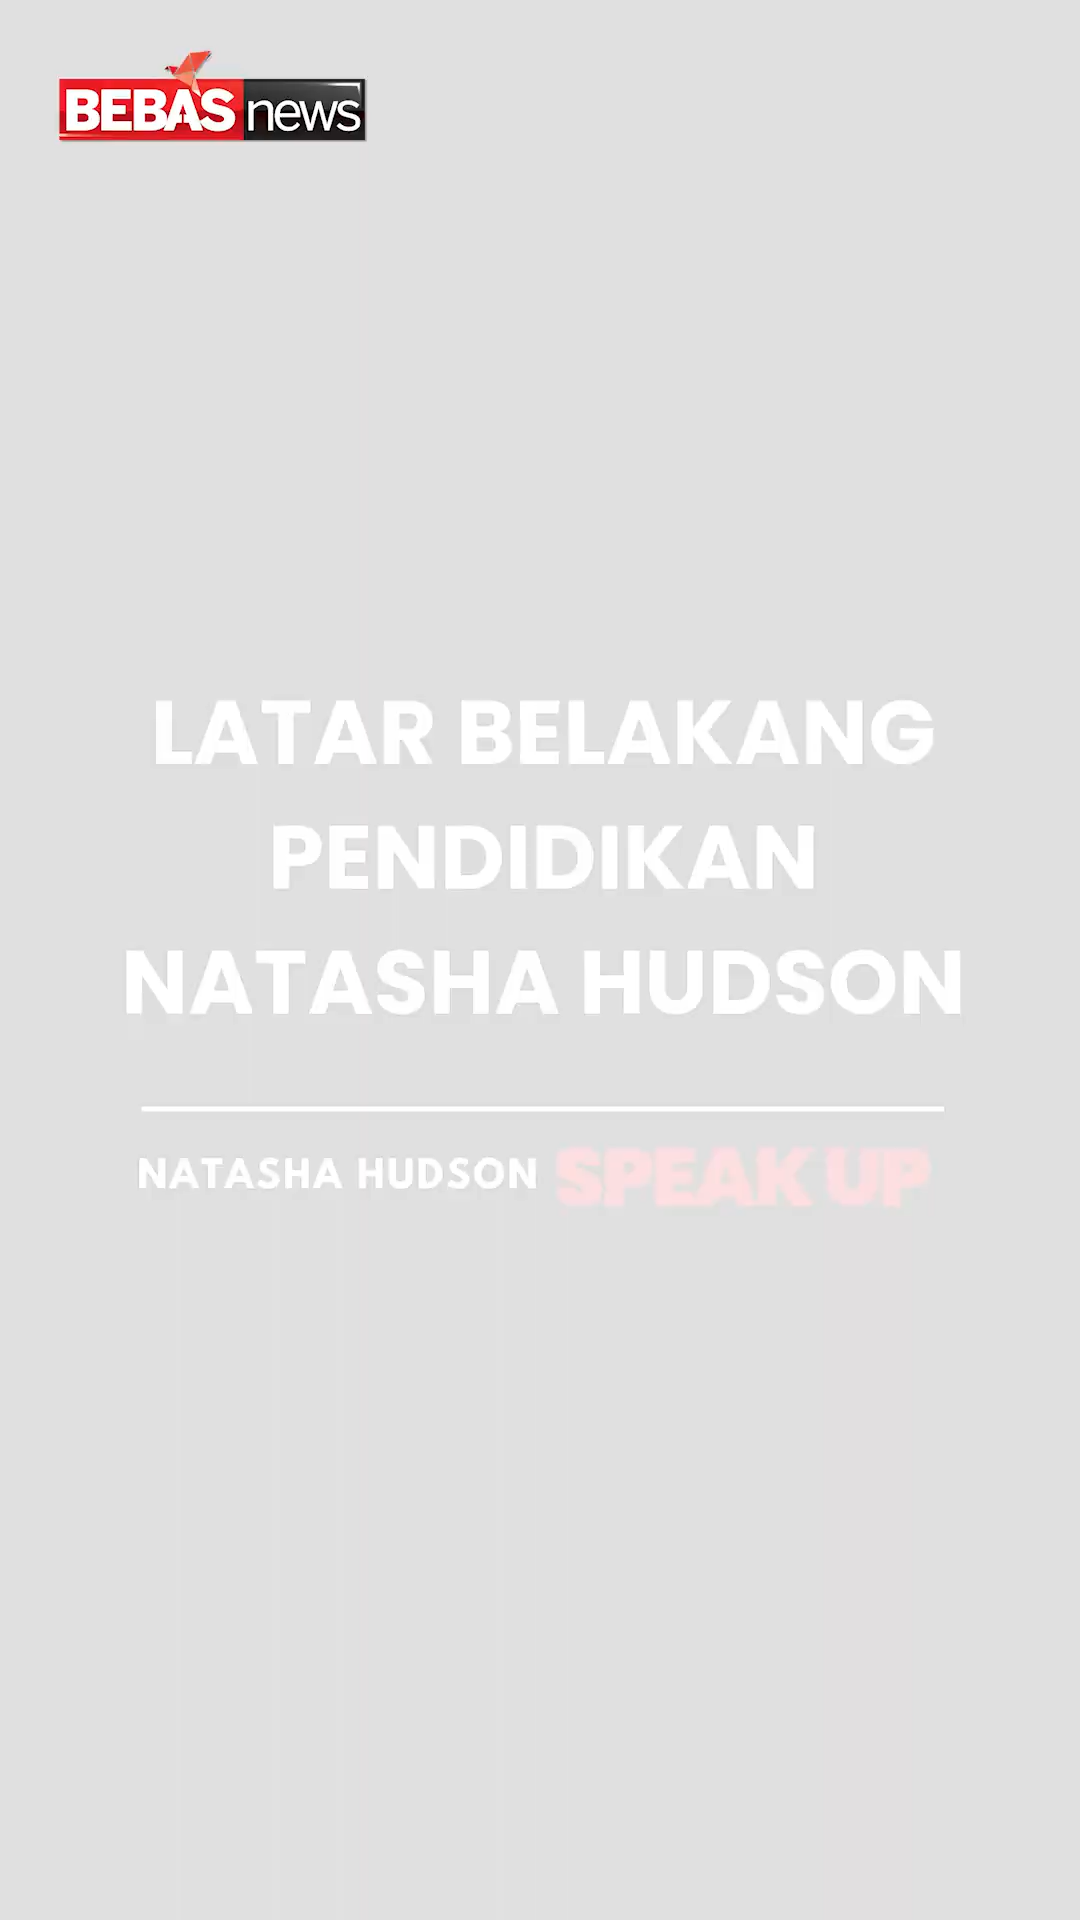 BEBAS news
LATAR BELAKANG
PENDIDIKAN
NATASHA HUDSON
NATASHA HUDSON SPEAK UP